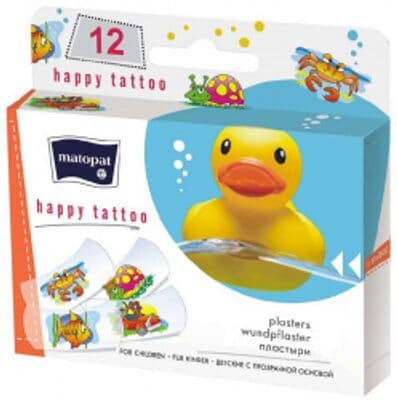 12
happy tattoo
matopat
happy tattoo
plasters
wundpflaster
пластыри
FOR CHILDREN • FÜR KINDER • ДЕТСКИЕ С ПРОЗРАЧНОЙ ОСНОВОЙ